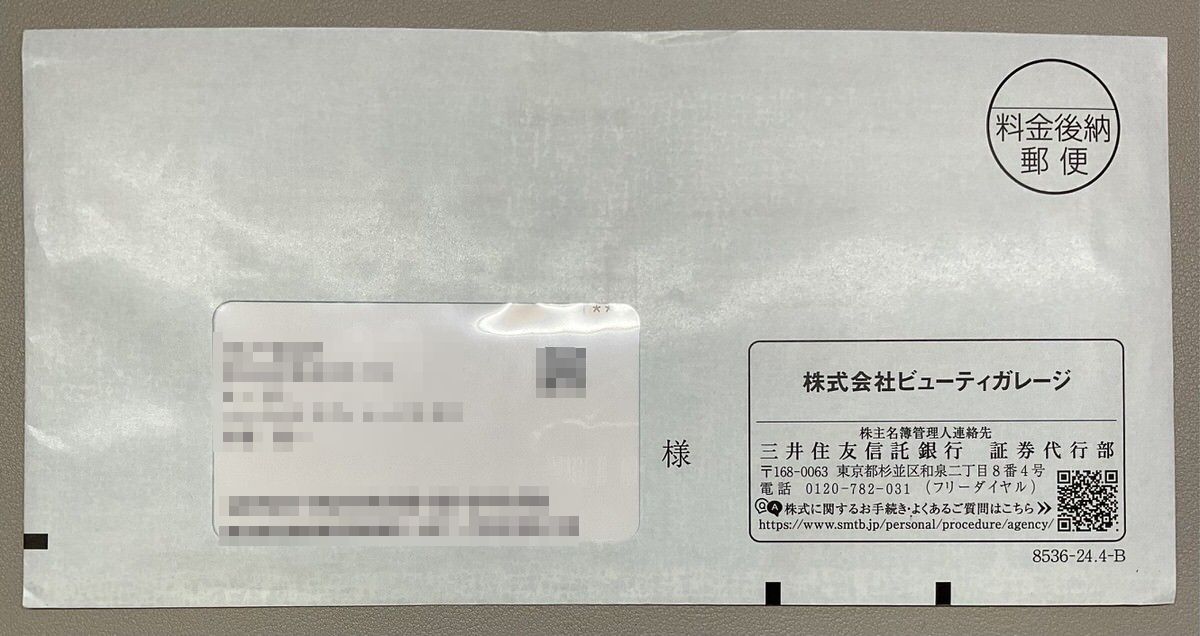 料金後納
郵便
様
株式会社ビューティガレージ
株主名簿管理人連絡先
三井住友信託銀行 証券代行部
〒168-0063 東京都杉並区和泉二丁目8番4号
電話 0120-782-031 (フリーダイヤル)
Q A 株式に関するお手続き・よくあるご質問はこちら
https://www.smtb.jp/personal/procedure/agency/
8536-24.4-B